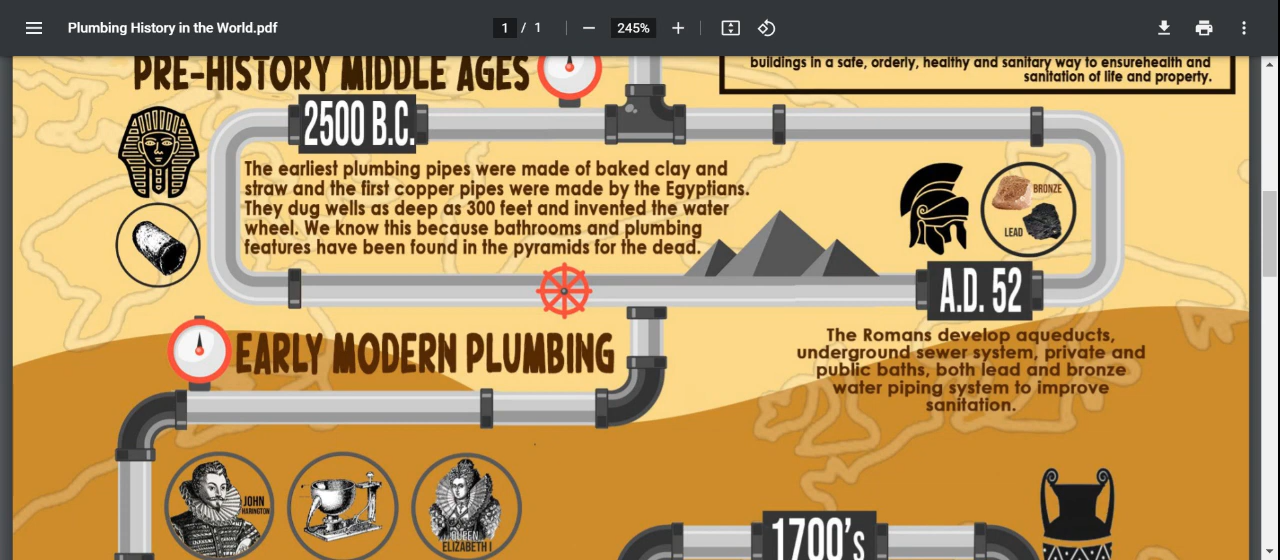 Plumbing History in the World.pdf
1 / 1
245%
PRE-HISTORY MIDDLE AGES
buildings in a safe, orderly, healthy and sanitary way to ensurehealth and
sanitation of life and property.
2500 B.C.
The earliest plumbing pipes were made of baked clay and
straw and the first copper pipes were made by the Egyptians.
They dug wells as deep as 300 feet and invented the water
wheel. We know this because bathrooms and plumbing
features have been found in the pyramids for the dead.
BRONZE
LEAD
A.D. 52
The Romans develop aqueducts,
underground sewer system, private and
public baths, both lead and bronze
water piping system to improve
sanitation.
EARLY MODERN PLUMBING
JOHN
HARINGTON
QUEEN
ELIZABETH I
1700's